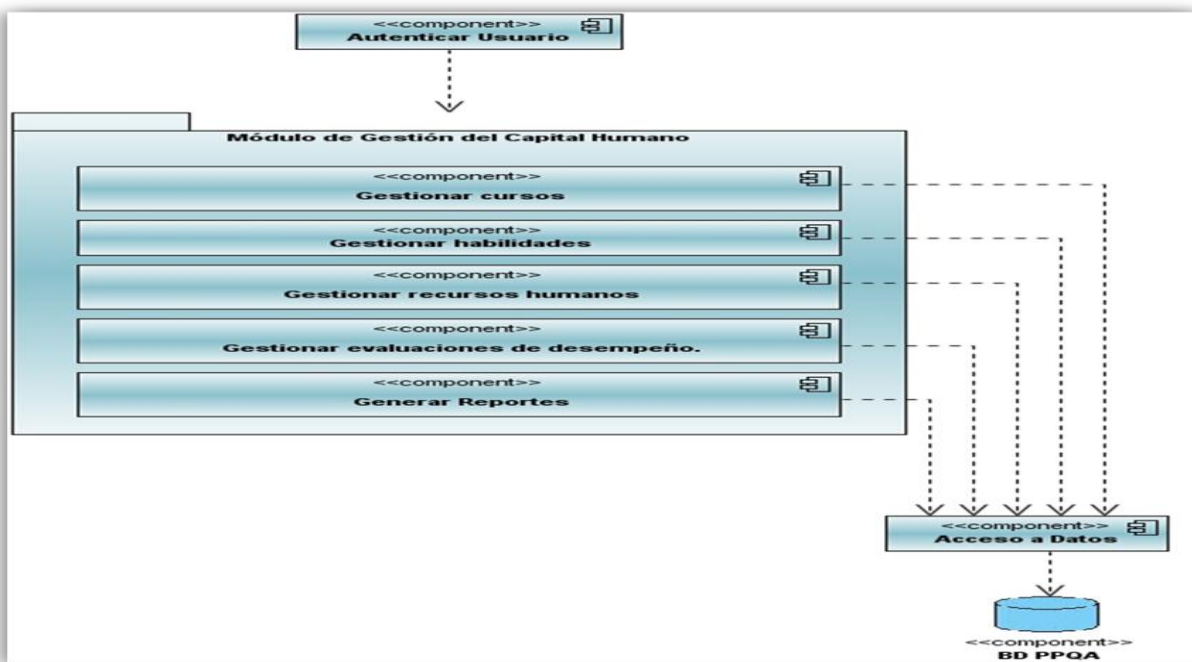 <<component>>
Autenticar Usuario
Módulo de Gestión del Capital Humano
<<component>>
Gestionar cursos
<<component>>
Gestionar habilidades
<<component>>
Gestionar recursos humanos
<<component>>
Gestionar evaluaciones de desempeño.
<<component>>
Generar Reportes
<<component>>
Acceso a Datos
<<component>>
BD PPQA